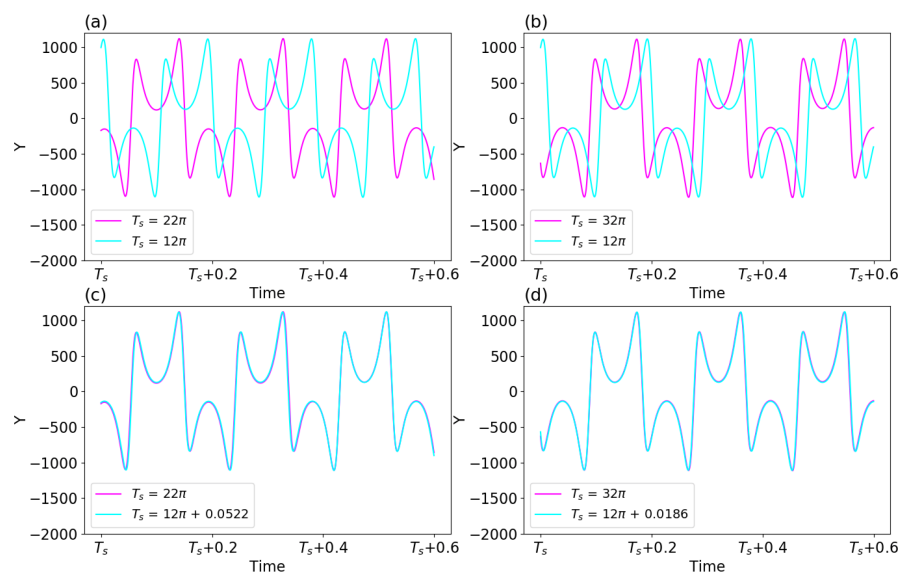 (a)
1000
500
0
−500
−1000
−1500
−2000
Y
T_s = 22π
T_s = 12π
T_s
T_s+0.2
T_s+0.4
T_s+0.6
Time
(b)
1000
500
0
−500
−1000
−1500
−2000
Y
T_s = 32π
T_s = 12π
T_s
T_s+0.2
T_s+0.4
T_s+0.6
Time
(c)
1000
500
0
−500
−1000
−1500
−2000
Y
T_s = 22π
T_s = 12π + 0.0522
T_s
T_s+0.2
T_s+0.4
T_s+0.6
Time
(d)
1000
500
0
−500
−1000
−1500
−2000
Y
T_s = 32π
T_s = 12π + 0.0186
T_s
T_s+0.2
T_s+0.4
T_s+0.6
Time